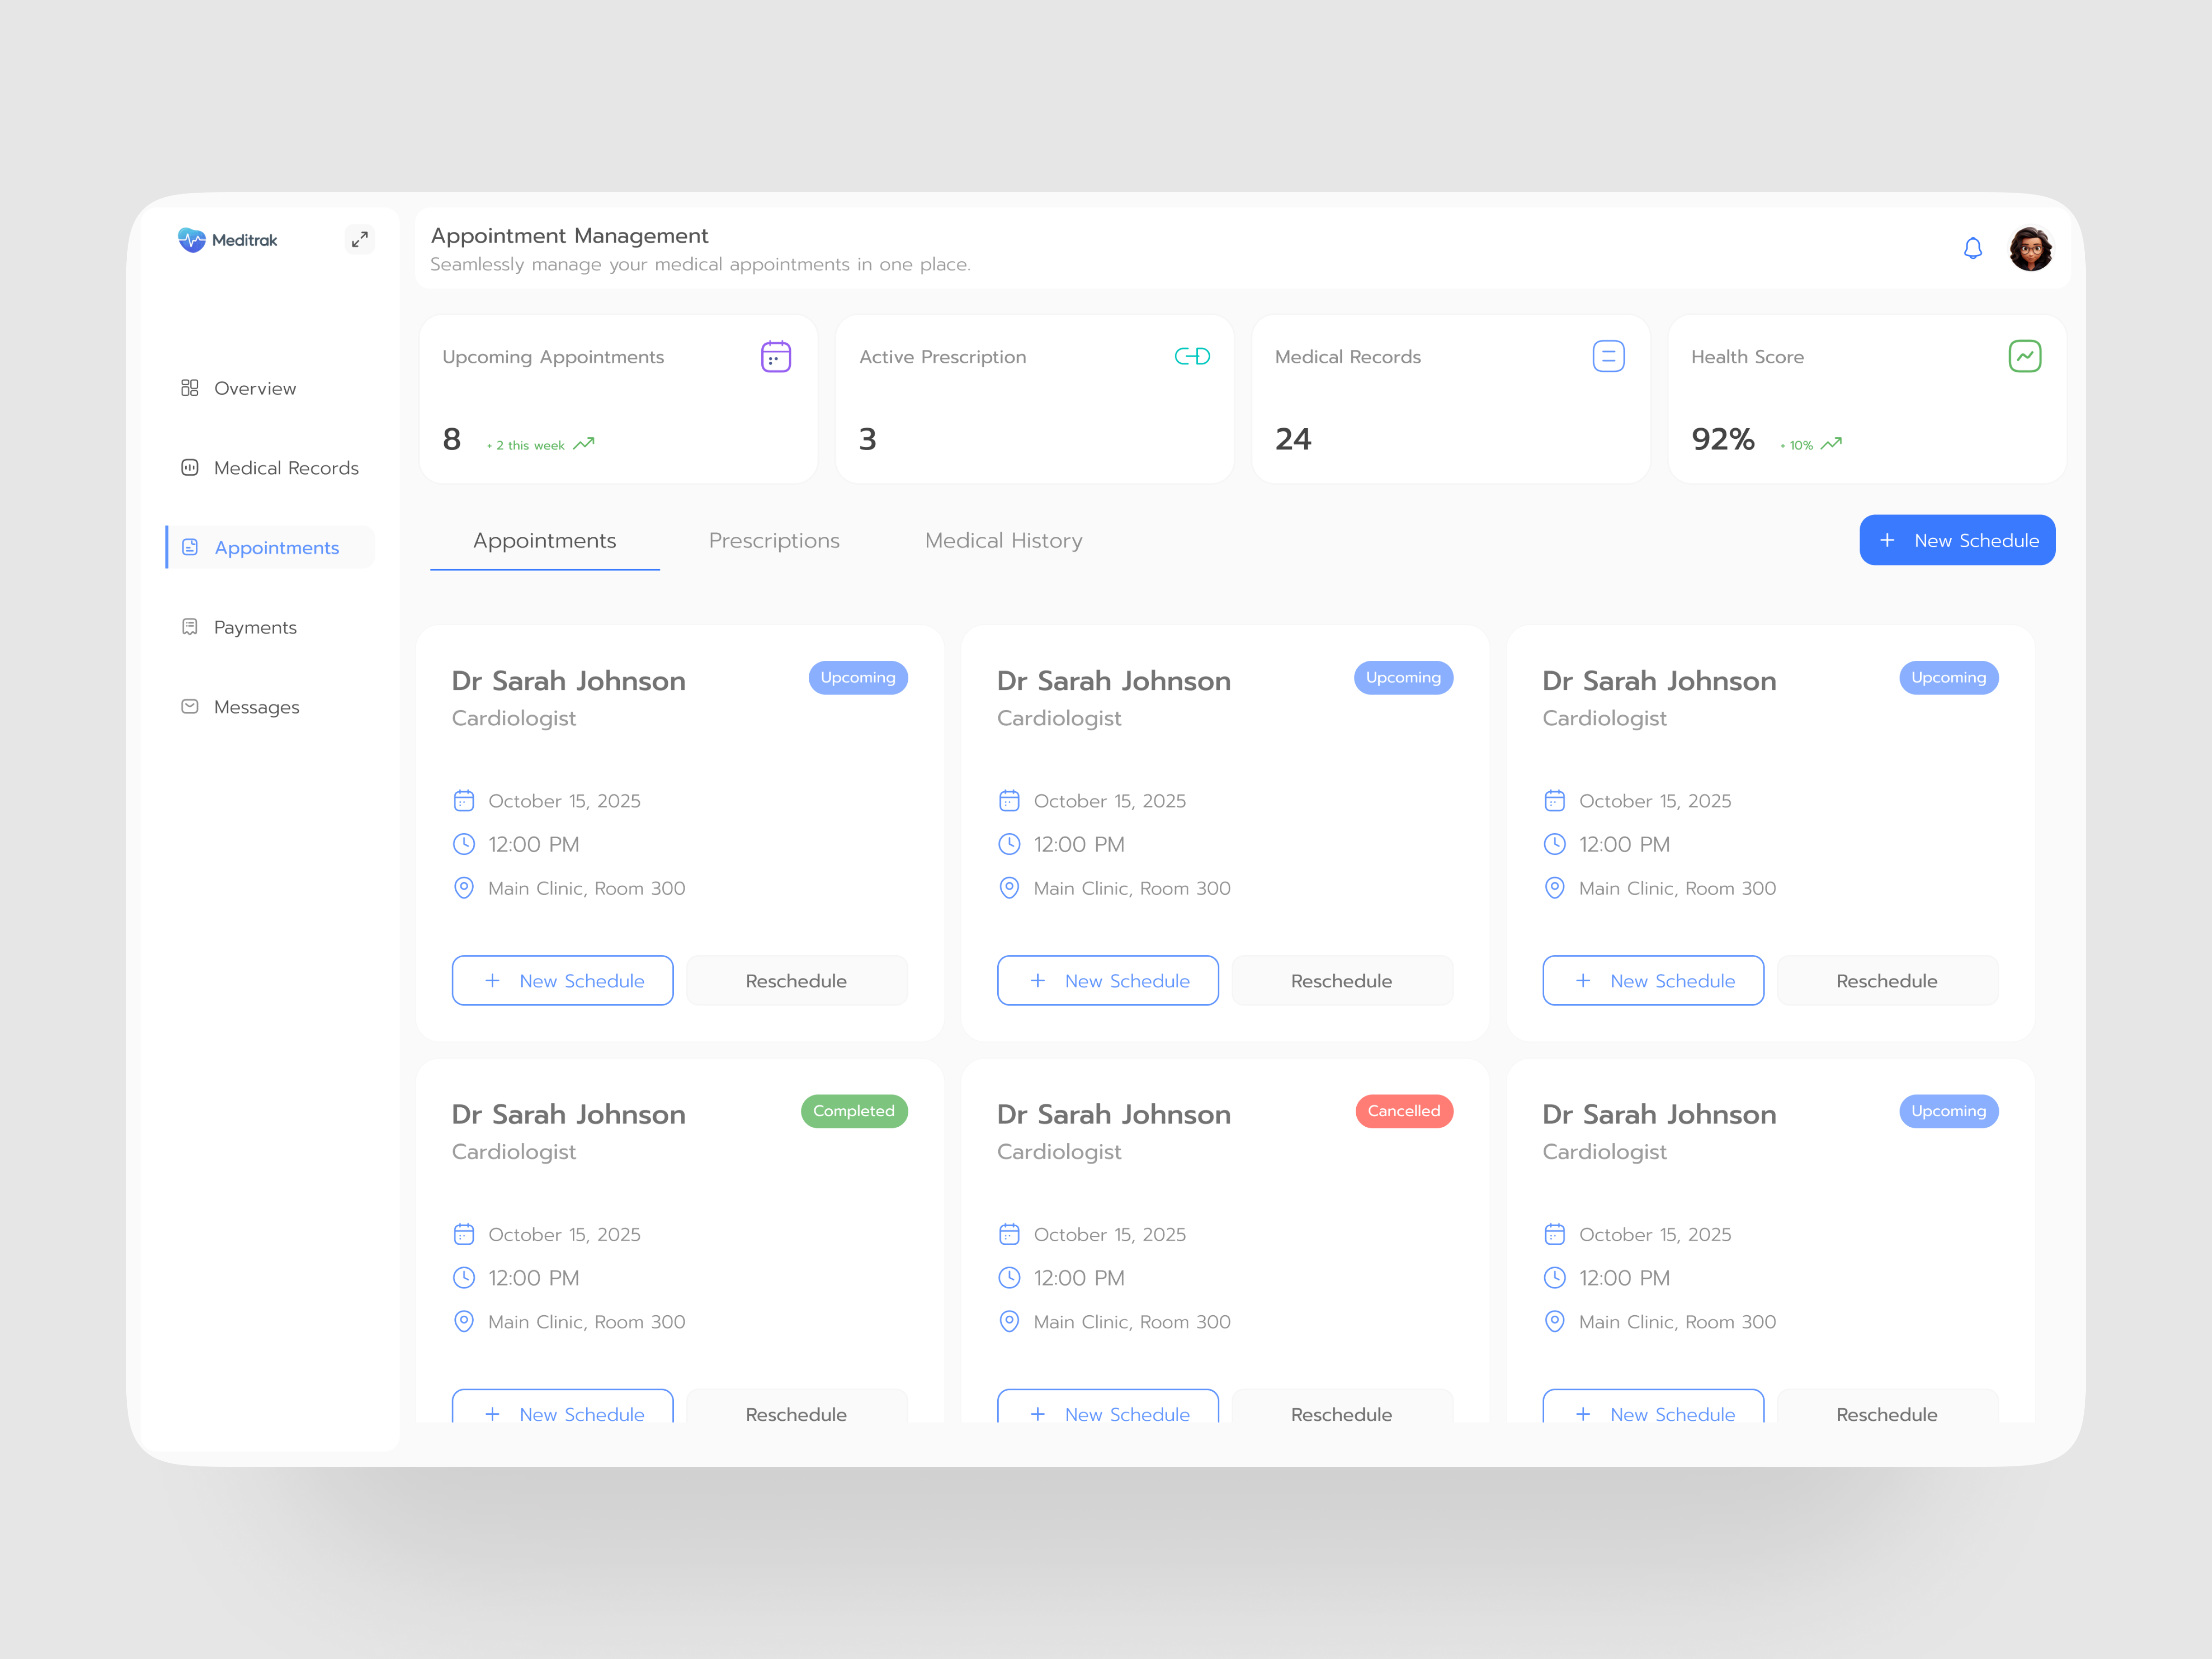 Meditrak
Overview
Medical Records
Appointments
Payments
Messages
Appointment Management
Seamlessly manage your medical appointments in one place.
Upcoming Appointments
8 + 2 this week
Active Prescription
3
Medical Records
24
Health Score
92% + 10%
Appointments Prescriptions Medical History
+ New Schedule
Dr Sarah Johnson Upcoming
Cardiologist
October 15, 2025
12:00 PM
Main Clinic, Room 300
+ New Schedule Reschedule
Dr Sarah Johnson Upcoming
Cardiologist
October 15, 2025
12:00 PM
Main Clinic, Room 300
+ New Schedule Reschedule
Dr Sarah Johnson Upcoming
Cardiologist
October 15, 2025
12:00 PM
Main Clinic, Room 300
+ New Schedule Reschedule
Dr Sarah Johnson Completed
Cardiologist
October 15, 2025
12:00 PM
Main Clinic, Room 300
+ New Schedule Reschedule
Dr Sarah Johnson Cancelled
Cardiologist
October 15, 2025
12:00 PM
Main Clinic, Room 300
+ New Schedule Reschedule
Dr Sarah Johnson Upcoming
Cardiologist
October 15, 2025
12:00 PM
Main Clinic, Room 300
+ New Schedule Reschedule